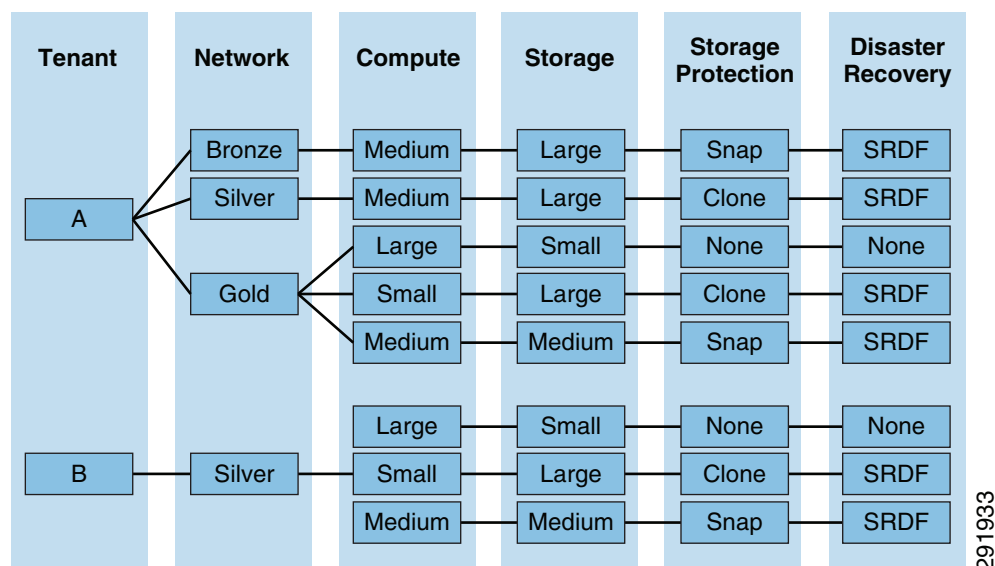 Tenant Network Compute Storage Storage Protection Disaster Recovery
Bronze Medium Large Snap SRDF
Silver Medium Large Clone SRDF
A
Large Small None None
Gold Small Large Clone SRDF
Medium Medium Snap SRDF
Large Small None None
B Silver Small Large Clone SRDF
Medium Medium Snap SRDF
291933